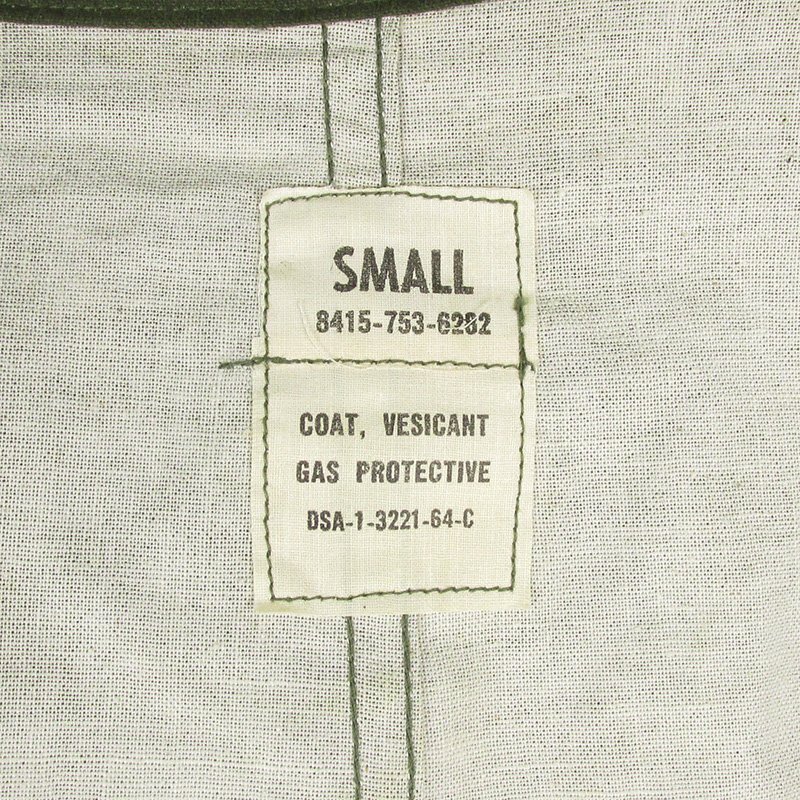 SMALL
8415-753-6282
COAT, VESICANT
GAS PROTECTIVE
DSA-1-3221-64-C